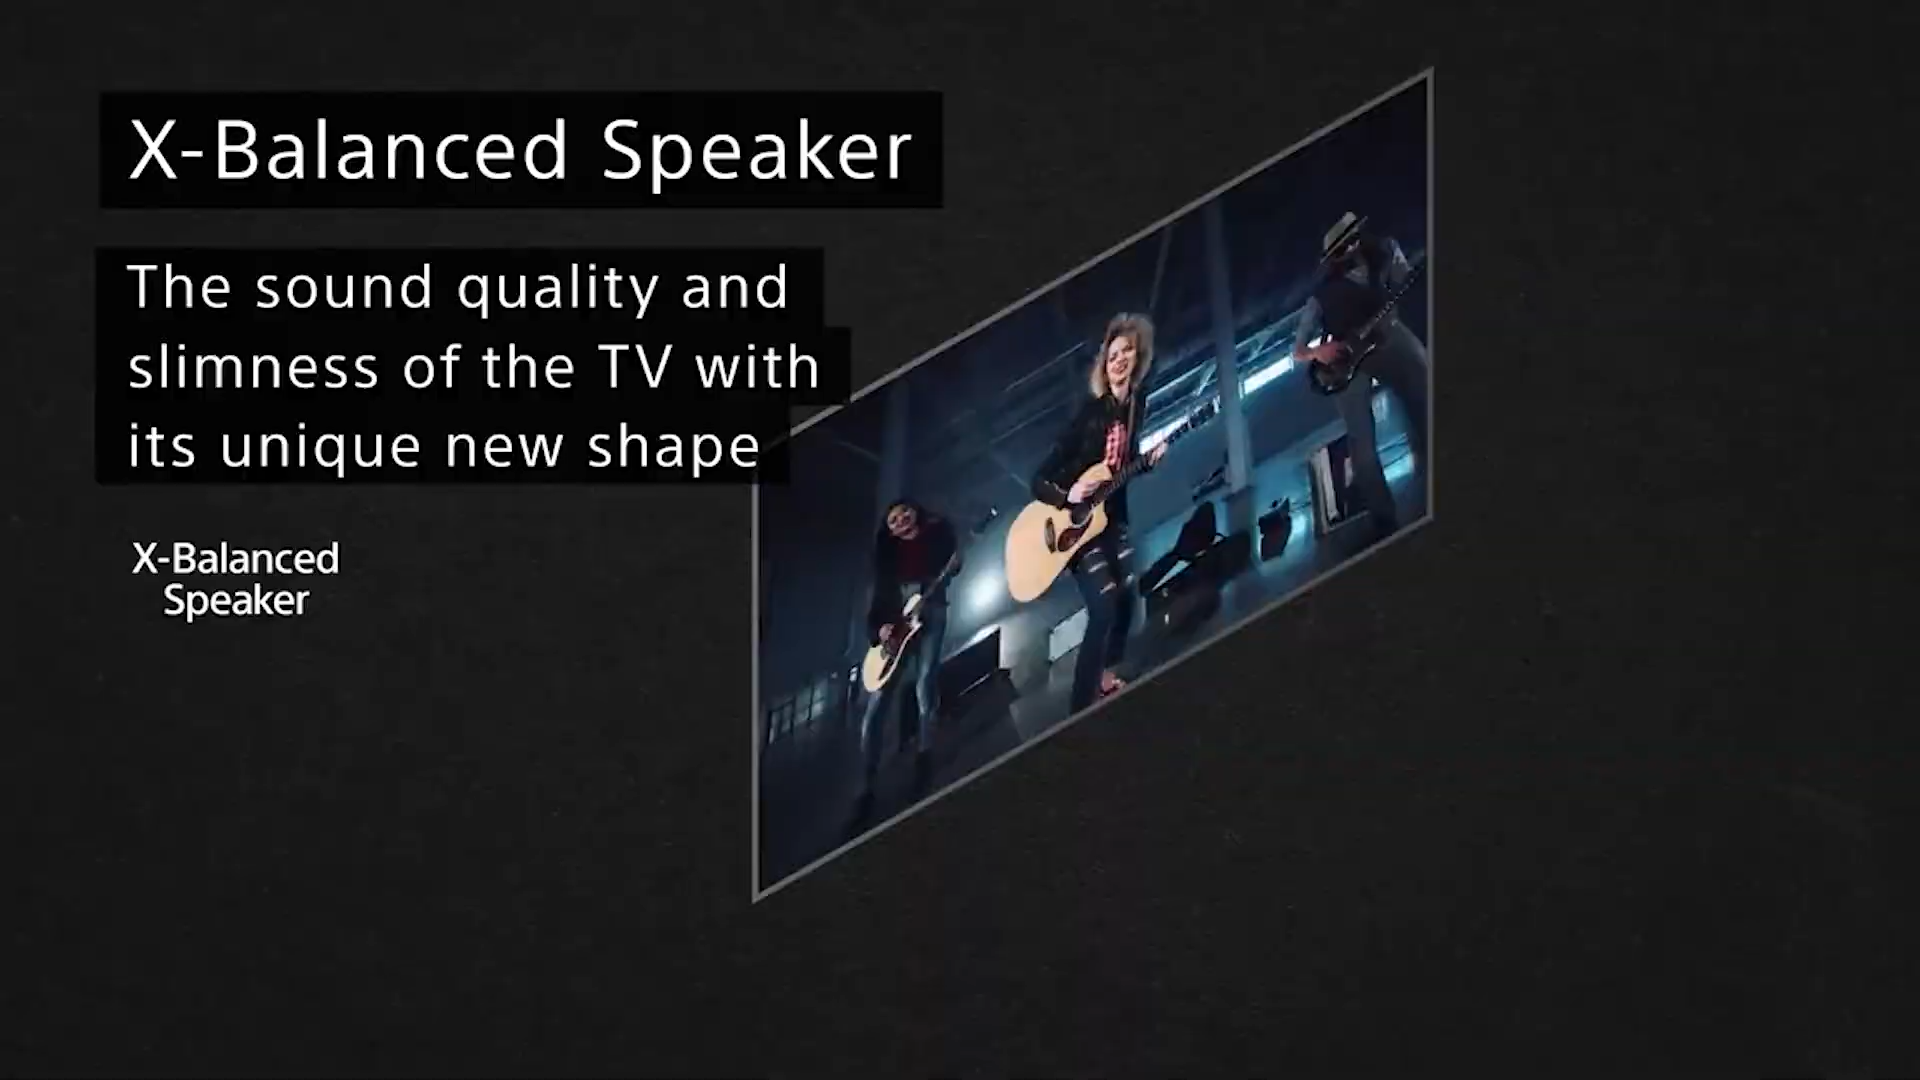 X-Balanced Speaker
The sound quality and
slimness of the TV with
its unique new shape
X-Balanced
Speaker